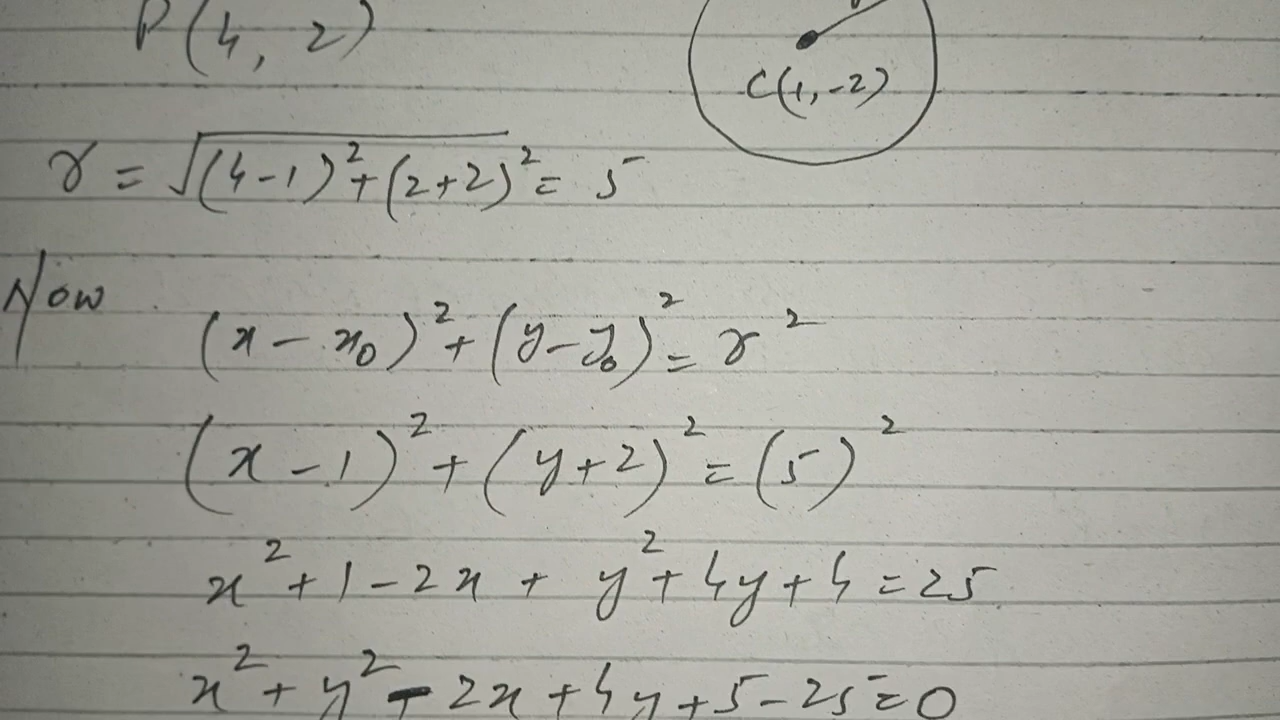 P(4, 2)
C(1, -2)
r = √((4-1)² + (2+2)²) = 5
Now
(x - x₀)² + (y - y₀)² = r²
(x - 1)² + (y + 2)² = (5)²
x² + 1 - 2x + y² + 4y + 4 = 25
x² + y² - 2x + 4y + 5 - 25 = 0